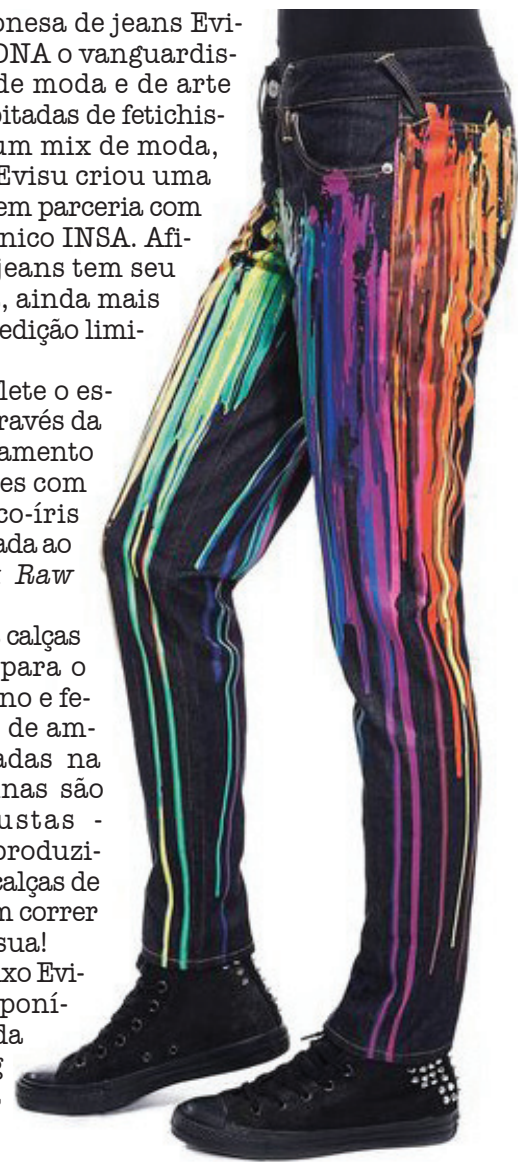 onesa de jeans Evi-
DNA o vanguardis-
de moda e de arte
pitadas de fetichis-
um mix de moda,
Evisu criou uma
em parceria com
nico INSA. Afi-
jeans tem seu
, ainda mais
edição limi-
lete o es-
ravés da
amento
es com
co-íris
ada ao
Raw
calças
para o
no e fe-
de am-
adas na
nas são
ustas -
produzi-
calças de
m correr
sua!
xo Evi-
poní-
da